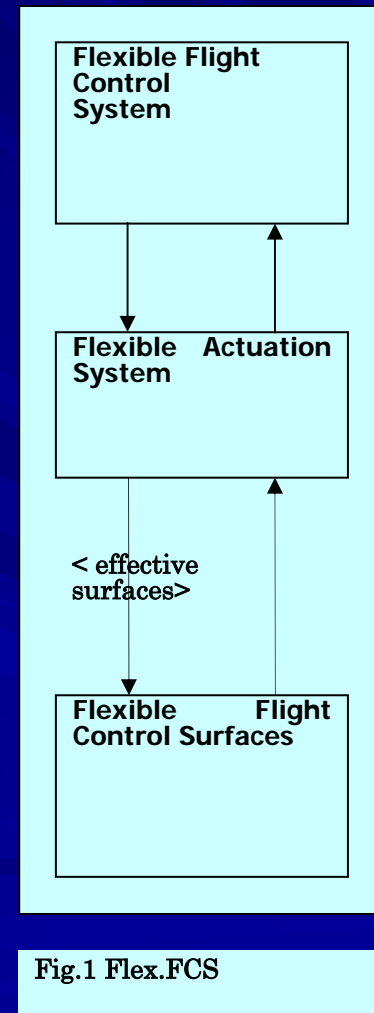 Flexible Flight
Control
System
Flexible Actuation
System
< effective
surfaces>
Flexible Flight
Control Surfaces
Fig.1 Flex.FCS